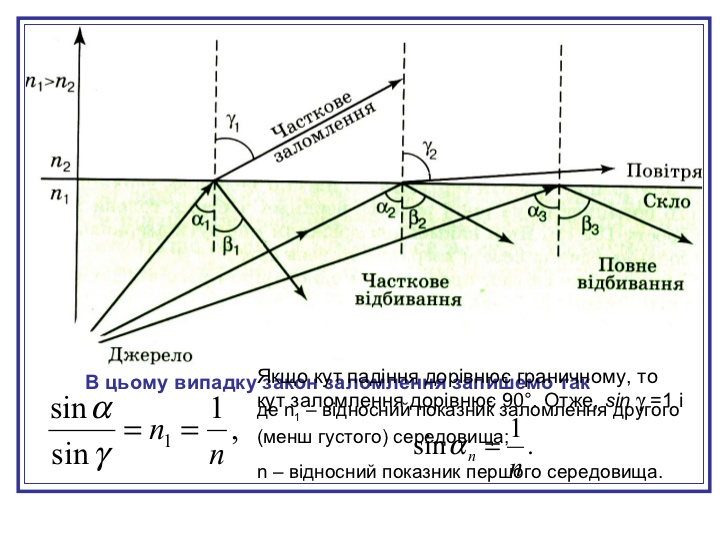 n₁>n₂
γ₁
Часткове
заломлення
n₂
γ₂
Повітря
n₁
Скло
α₁
α₂
α₃
β₁
β₂
β₃
Часткове
відбивання
Повне
відбивання
Джерело
В цьому випадку закон заломлення запишемо так
Якщо кут падіння дорівнює граничному, то
кут заломлення дорівнює 90°. Отже, sin γ =1 і
де n₁ – відносний показник заломлення другого
(менш густого) середовища;
n – відносний показник першого середовища.
sin α / sin γ = n₁ = 1/n ,
sin αₙ = 1/n .